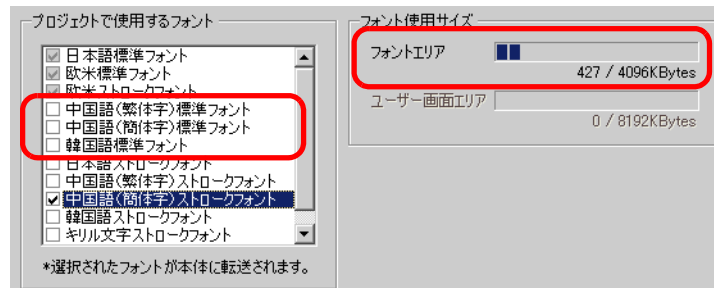 プロジェクトで使用するフォント
日本語標準フォント
欧米標準フォント
欧米ストロークフォント
中国語(繁体字)標準フォント
中国語(簡体字)標準フォント
韓国語標準フォント
日本語ストロークフォント
中国語(繁体字)ストロークフォント
中国語(簡体字)ストロークフォント
韓国語ストロークフォント
キリル文字ストロークフォント
*選択されたフォントが本体に転送されます。
フォント使用サイズ
フォントエリア
427 / 4096KBytes
ユーザー画面エリア
0 / 8192KBytes